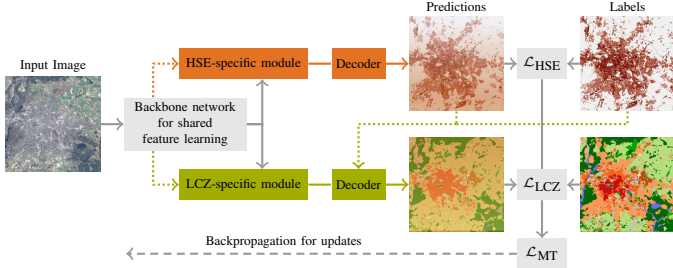 Predictions
Labels
HSE-specific module
Decoder
ℒHSE
Input Image
Backbone network
for shared
feature learning
LCZ-specific module
Decoder
ℒLCZ
Backpropagation for updates
ℒMT